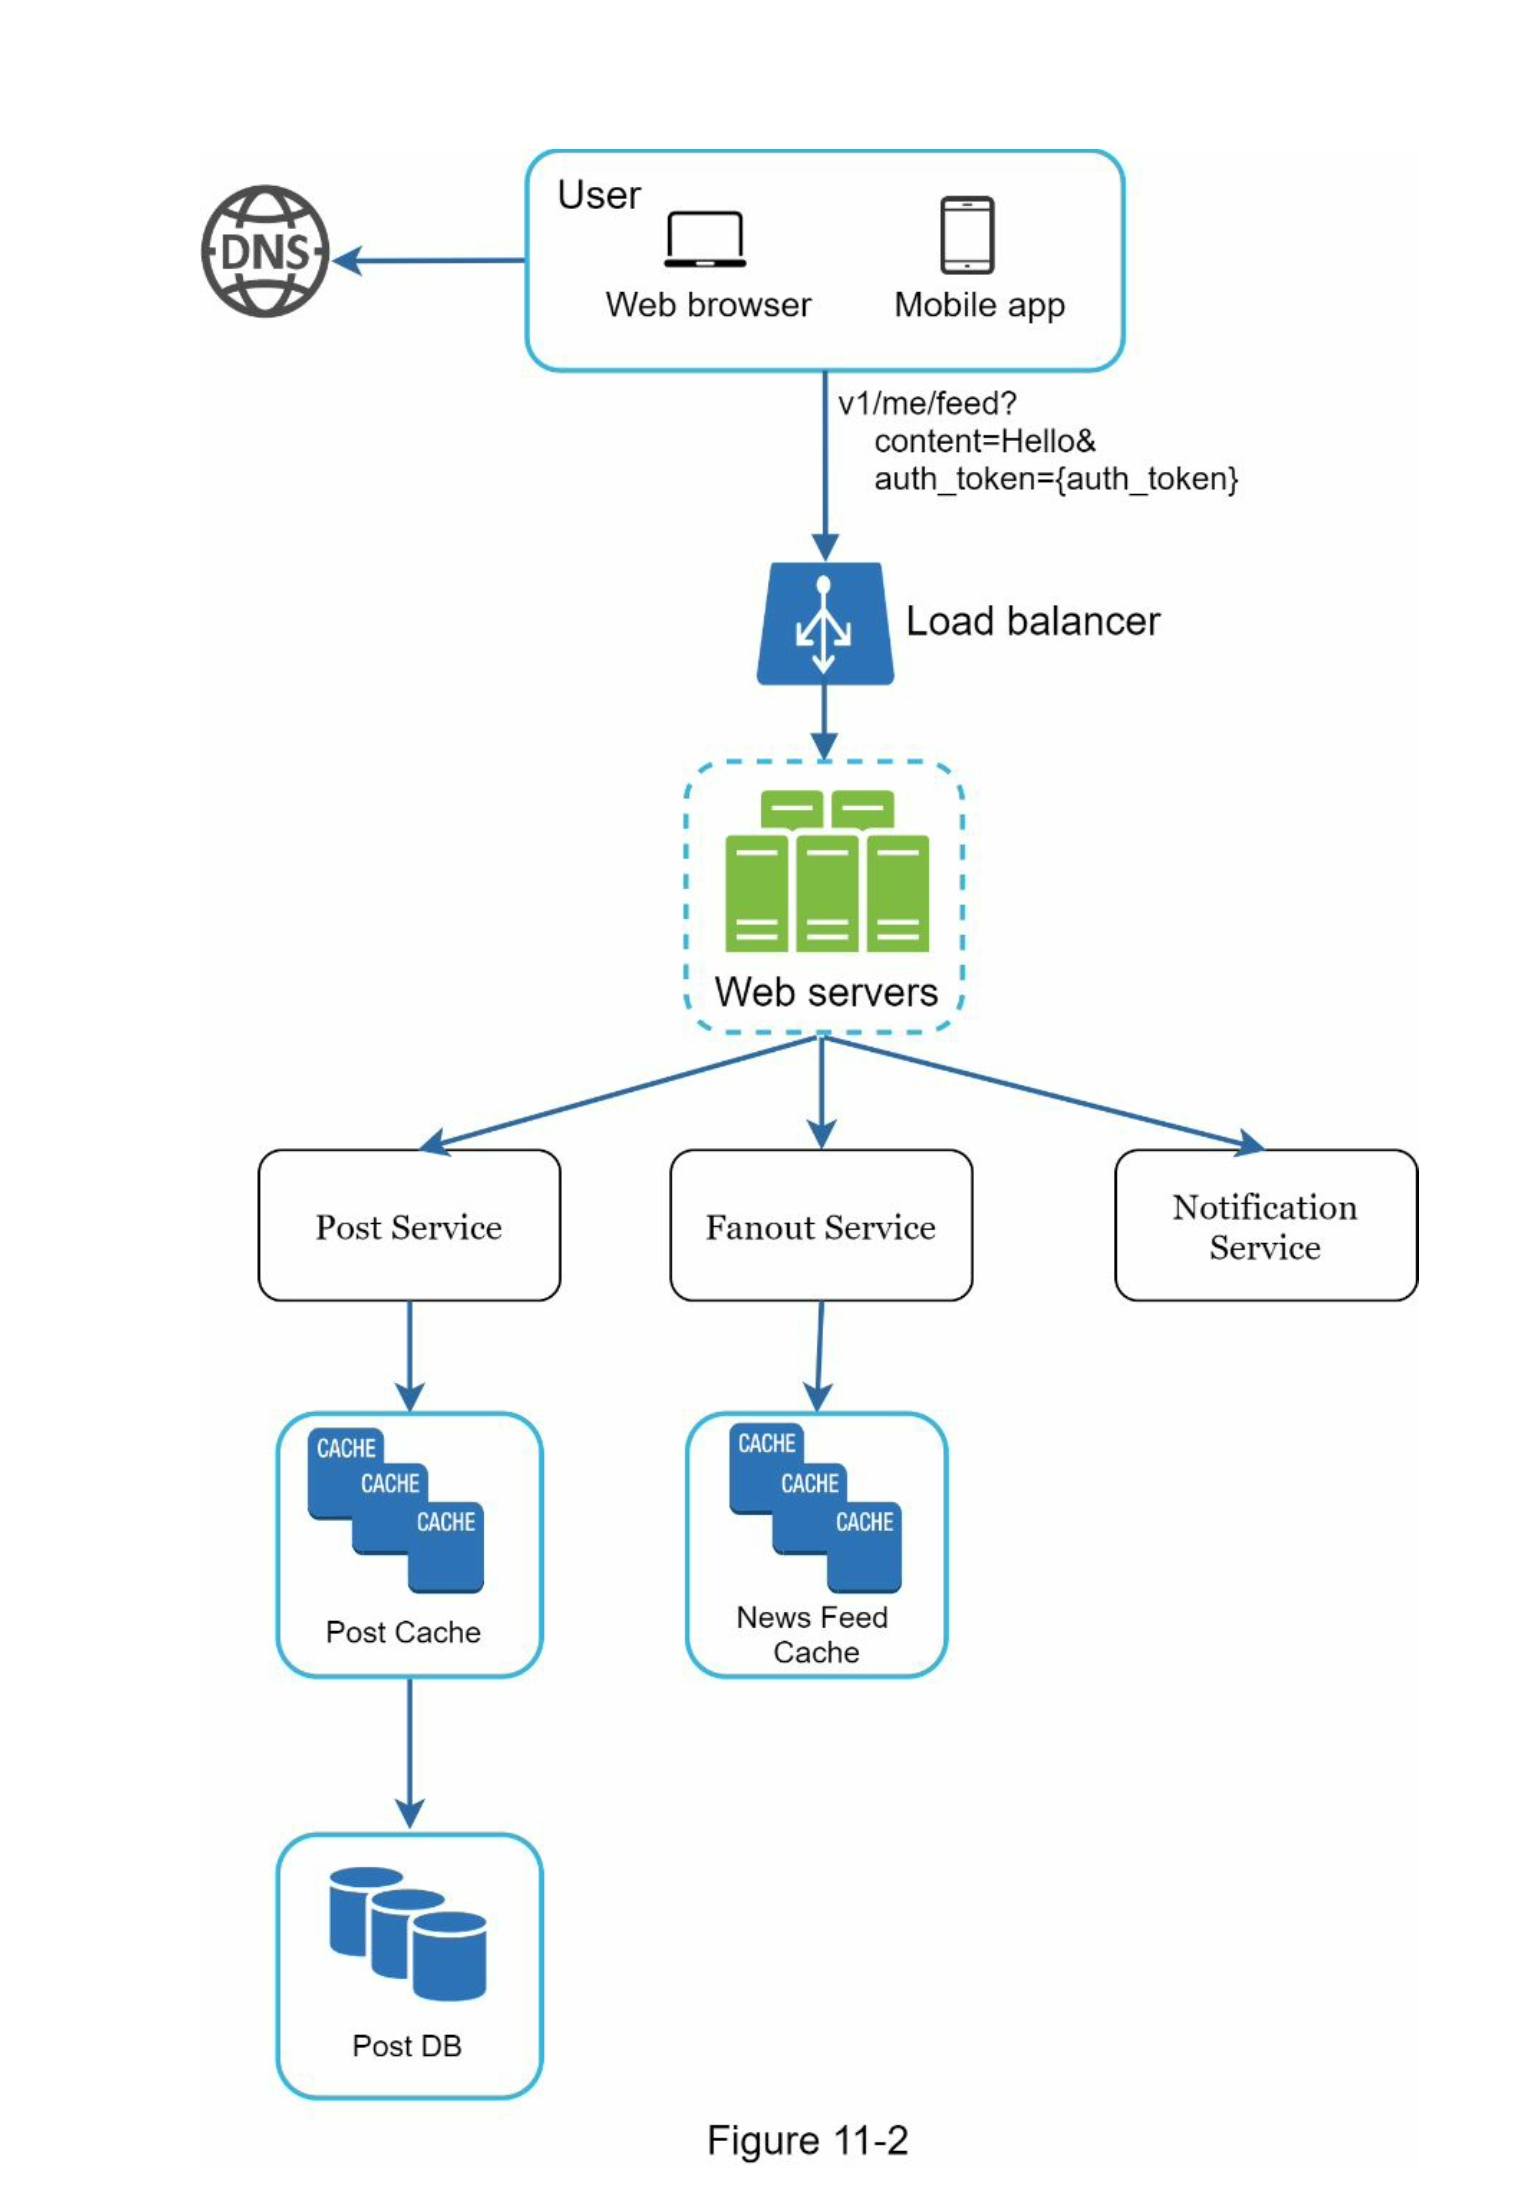 DNS
User
Web browser
Mobile app
v1/me/feed?
content=Hello&
auth_token={auth_token}
Load balancer
Web servers
Post Service
Fanout Service
Notification
Service
CACHE
CACHE
CACHE
Post Cache
CACHE
CACHE
CACHE
News Feed
Cache
Post DB
Figure 11-2